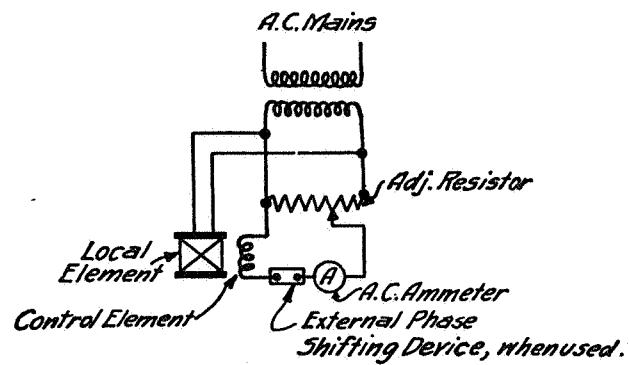 A.C. Mains
Adj. Resistor
Local
Element
A
A.C. Ammeter
Control Element
External Phase
Shifting Device, when used.